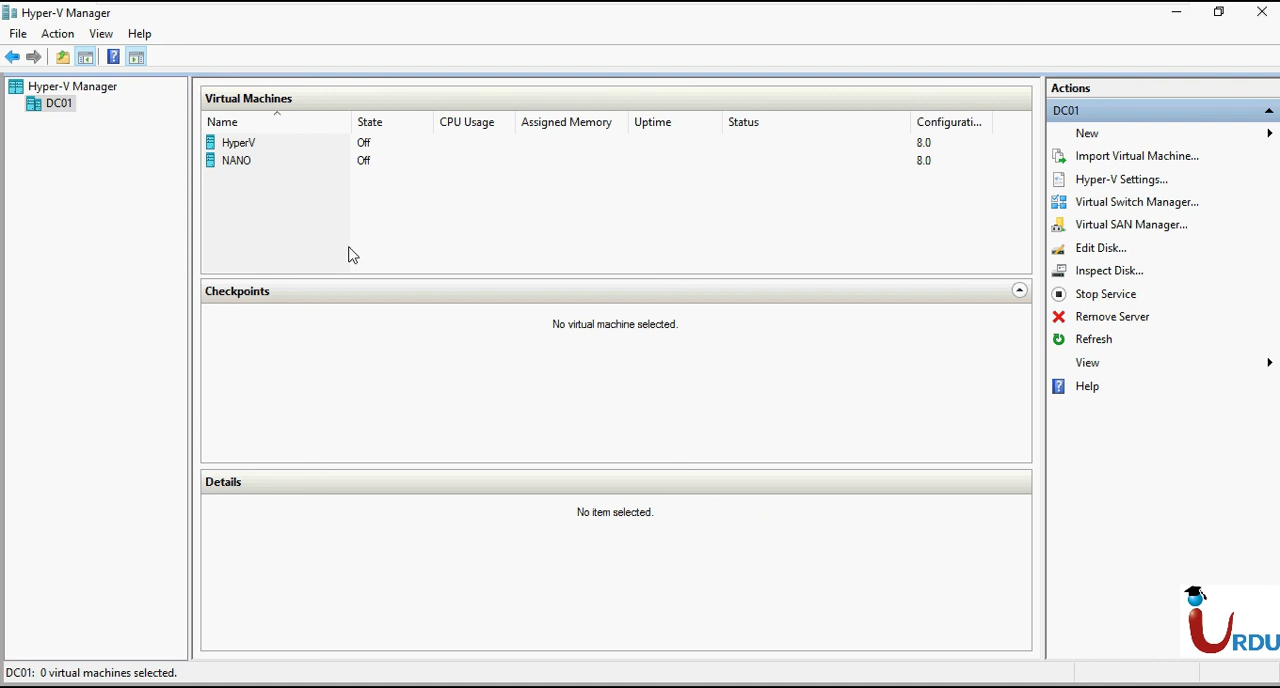 Hyper-V Manager
File Action View Help
Hyper-V Manager
DC01
Virtual Machines
Name State CPU Usage Assigned Memory Uptime Status Configurati...
HyperV Off 8.0
NANO Off 8.0
Checkpoints
No virtual machine selected.
Details
No item selected.
Actions
DC01
New
Import Virtual Machine...
Hyper-V Settings...
Virtual Switch Manager...
Virtual SAN Manager...
Edit Disk...
Inspect Disk...
Stop Service
Remove Server
Refresh
View
Help
URDU
DC01: 0 virtual machines selected.